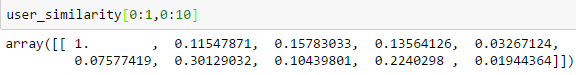 user_similarity[0:1,0:10]
array([[ 1.        ,  0.11547871,  0.15783033,  0.13564126,  0.03267124,
         0.07577419,  0.30129032,  0.10439801,  0.2240298 ,  0.01944364]])